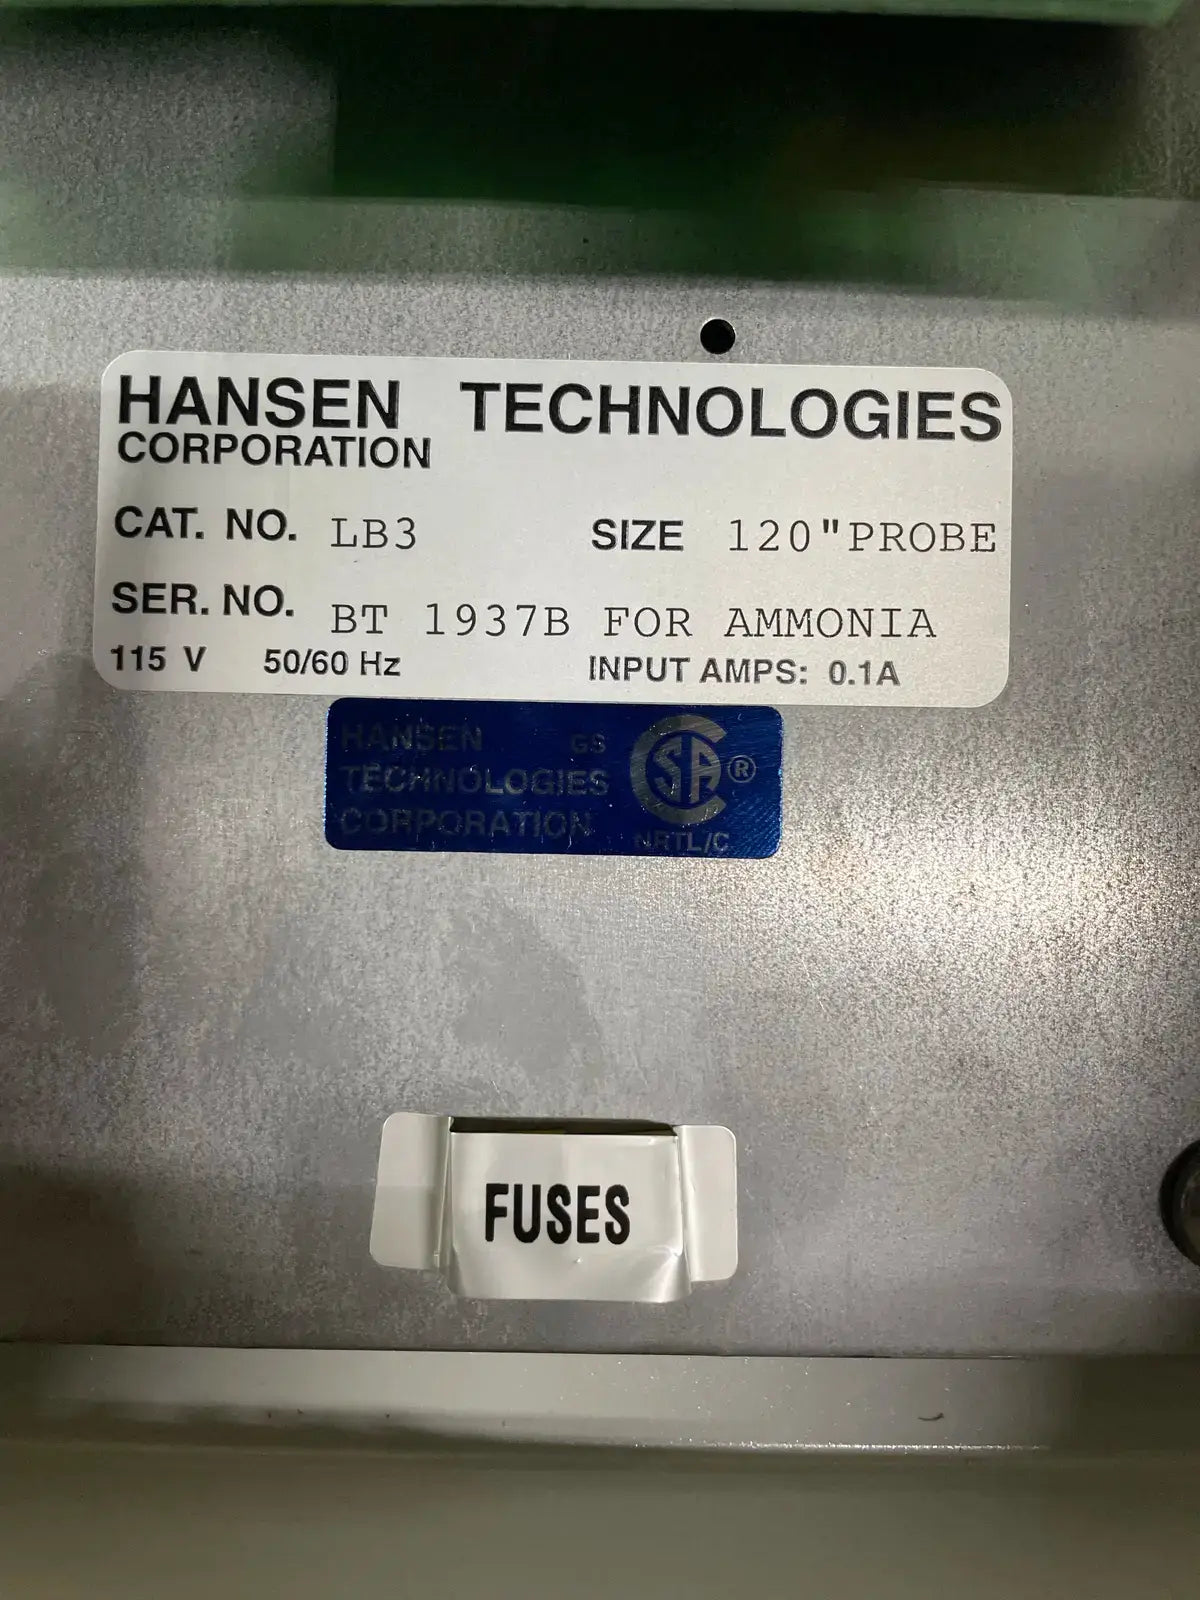 HANSEN TECHNOLOGIES
CORPORATION
CAT. NO. LB3 SIZE 120"PROBE
SER. NO. BT 1937B FOR AMMONIA
115 V 50/60 Hz INPUT AMPS: 0.1A
HANSEN GS
TECHNOLOGIES
CORPORATION
CSA ®
NRTL/C
FUSES